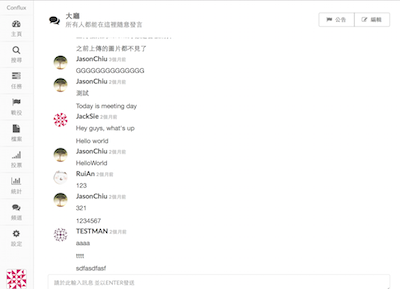 Conflux
主頁
搜尋
任務
戰役
檔案
投票
統計
頻道
設定
大廳
所有人都能在這裡隨意發言
公告
編輯
之前上傳的圖片都不見了
JasonChiu 3個月前
GGGGGGGGGGGGGG
JasonChiu 2個月前
測試
Today is meeting day
JackSie 2個月前
Hey guys, what's up
Hello world
JasonChiu 2個月前
HelloWorld
RuiAn 2個月前
123
JasonChiu 2個月前
321
1234567
TESTMAN 2個月前
aaaa
sdfasdfasf
請於此輸入訊息 並以ENTER發送